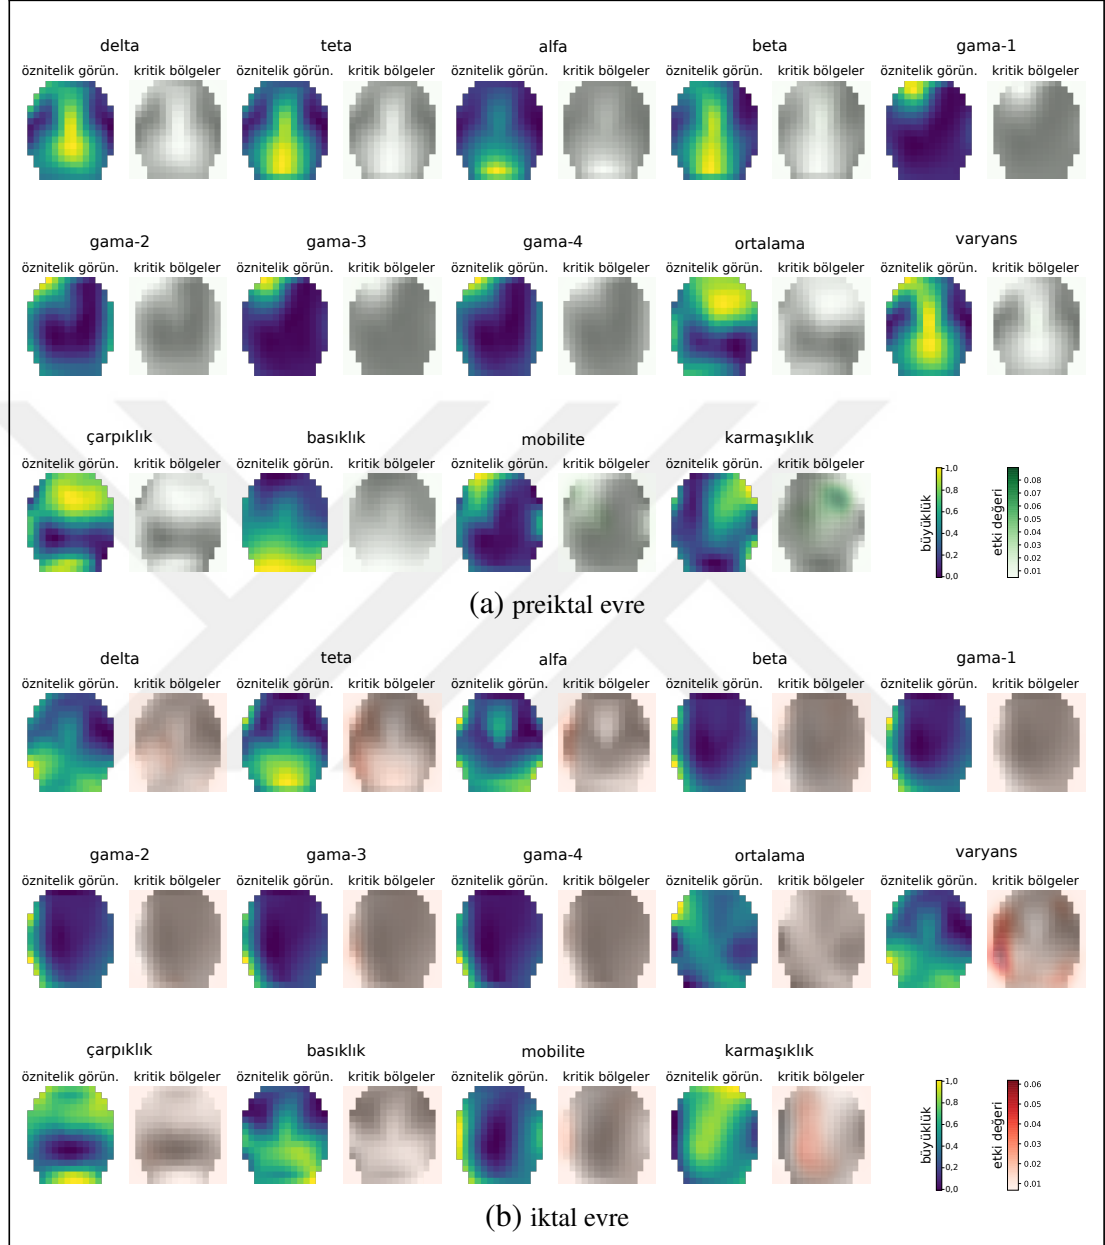 delta teta alfa beta gama-1
öznitelik görün. kritik bölgeler öznitelik görün. kritik bölgeler öznitelik görün. kritik bölgeler öznitelik görün. kritik bölgeler öznitelik görün. kritik bölgeler
gama-2 gama-3 gama-4 ortalama varyans
öznitelik görün. kritik bölgeler öznitelik görün. kritik bölgeler öznitelik görün. kritik bölgeler öznitelik görün. kritik bölgeler öznitelik görün. kritik bölgeler
çarpıklık basıklık mobilite karmaşıklık
öznitelik görün. kritik bölgeler öznitelik görün. kritik bölgeler öznitelik görün. kritik bölgeler öznitelik görün. kritik bölgeler
büyüklük
1,0
0,8
0,6
0,4
0,2
0,0
etki değeri
0.08
0.07
0.06
0.05
0.04
0.03
0.02
0.01
(a) preiktal evre
delta teta alfa beta gama-1
öznitelik görün. kritik bölgeler öznitelik görün. kritik bölgeler öznitelik görün. kritik bölgeler öznitelik görün. kritik bölgeler öznitelik görün. kritik bölgeler
gama-2 gama-3 gama-4 ortalama varyans
öznitelik görün. kritik bölgeler öznitelik görün. kritik bölgeler öznitelik görün. kritik bölgeler öznitelik görün. kritik bölgeler öznitelik görün. kritik bölgeler
çarpıklık basıklık mobilite karmaşıklık
öznitelik görün. kritik bölgeler öznitelik görün. kritik bölgeler öznitelik görün. kritik bölgeler öznitelik görün. kritik bölgeler
büyüklük
1,0
0,8
0,6
0,4
0,2
0,0
etki değeri
0.06
0.05
0.04
0.03
0.02
0.01
(b) iktal evre